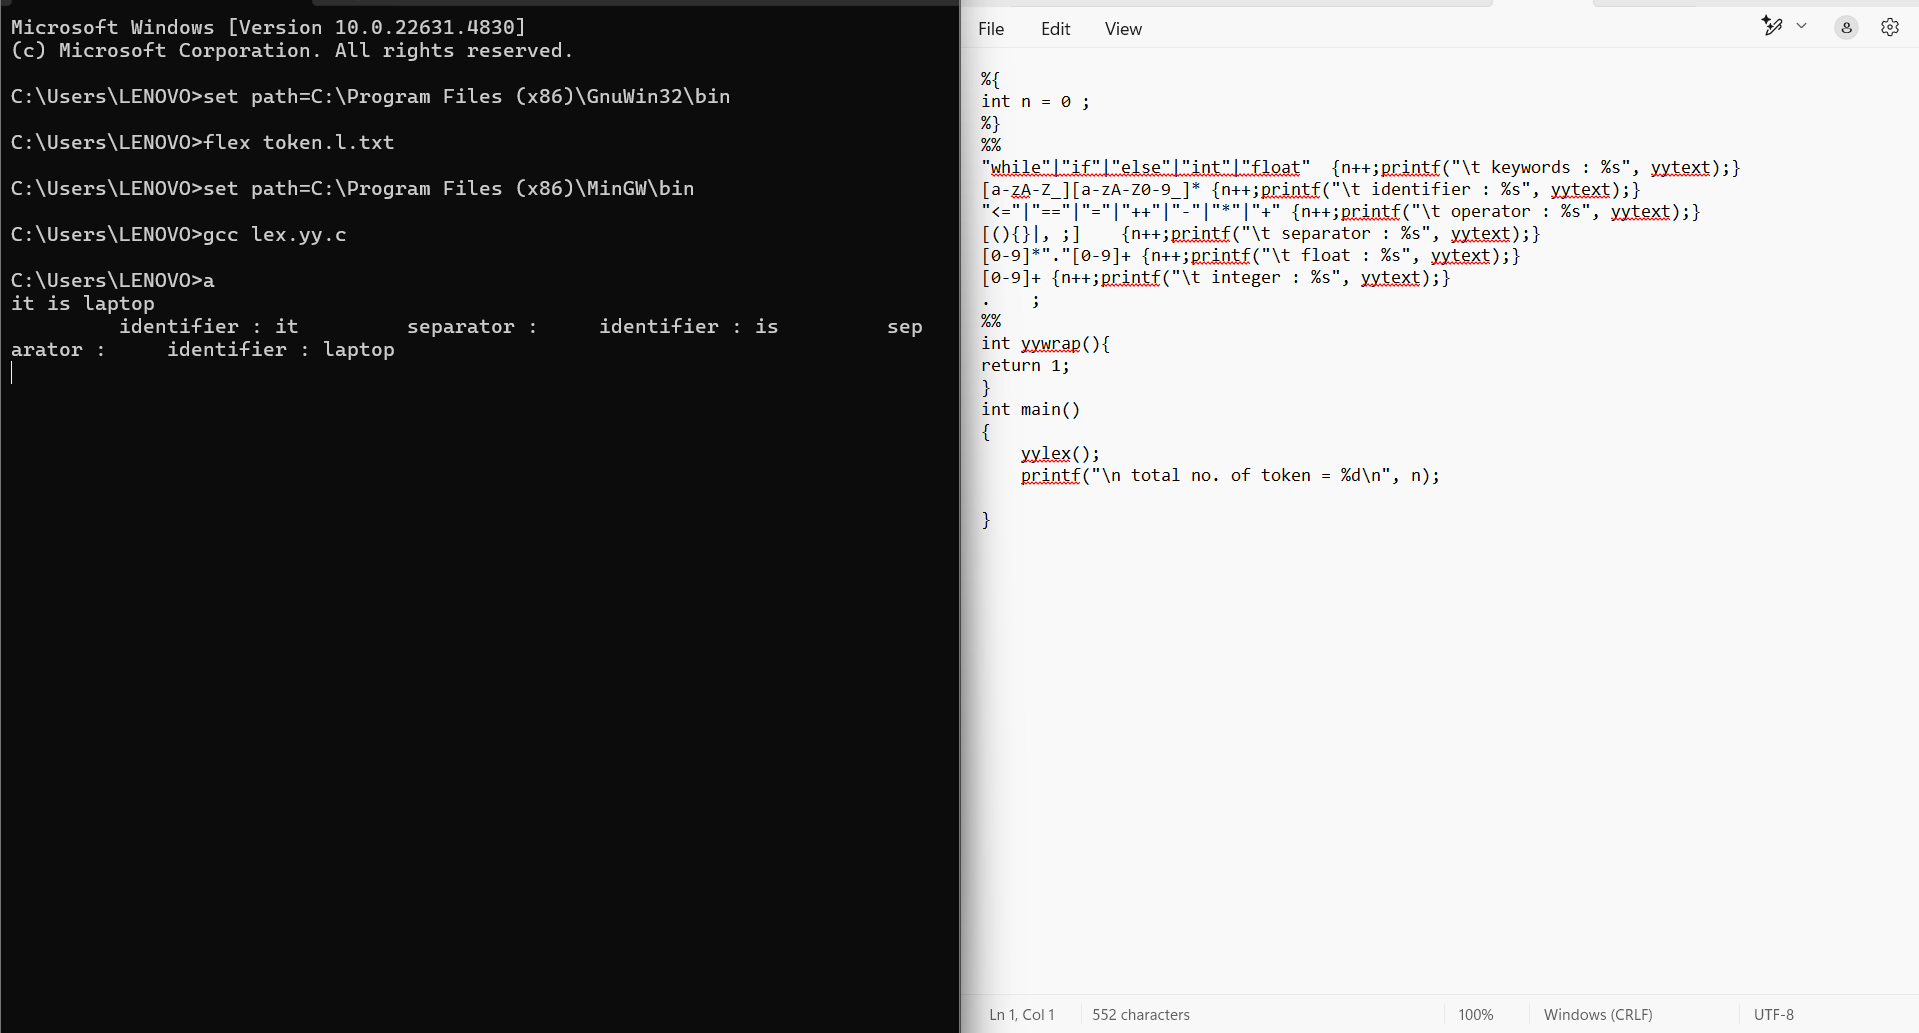 Microsoft Windows [Version 10.0.22631.4830]
(c) Microsoft Corporation. All rights reserved.
C:\Users\LENOVO>set path=C:\Program Files (x86)\GnuWin32\bin
C:\Users\LENOVO>flex token.l.txt
C:\Users\LENOVO>set path=C:\Program Files (x86)\MinGW\bin
C:\Users\LENOVO>gcc lex.yy.c
C:\Users\LENOVO>a
it is laptop
         identifier : it         separator :     identifier : is         sep
arator :     identifier : laptop
File Edit View
%{
int n = 0 ;
%}
%%
"while"|"if"|"else"|"int"|"float"  {n++;printf("\t keywords : %s", yytext);}
[a-zA-Z_][a-zA-Z0-9_]* {n++;printf("\t identifier : %s", yytext);}
"<="|"=="|"="|"++"|"-"|"*"|"+" {n++;printf("\t operator : %s", yytext);}
[(){}|, ;]    {n++;printf("\t separator : %s", yytext);}
[0-9]*"."[0-9]+ {n++;printf("\t float : %s", yytext);}
[0-9]+ {n++;printf("\t integer : %s", yytext);}
.    ;
%%
int yywrap(){
return 1;
}
int main()
{
    yylex();
    printf("\n total no. of token = %d\n", n);
}
Ln 1, Col 1 552 characters 100% Windows (CRLF) UTF-8